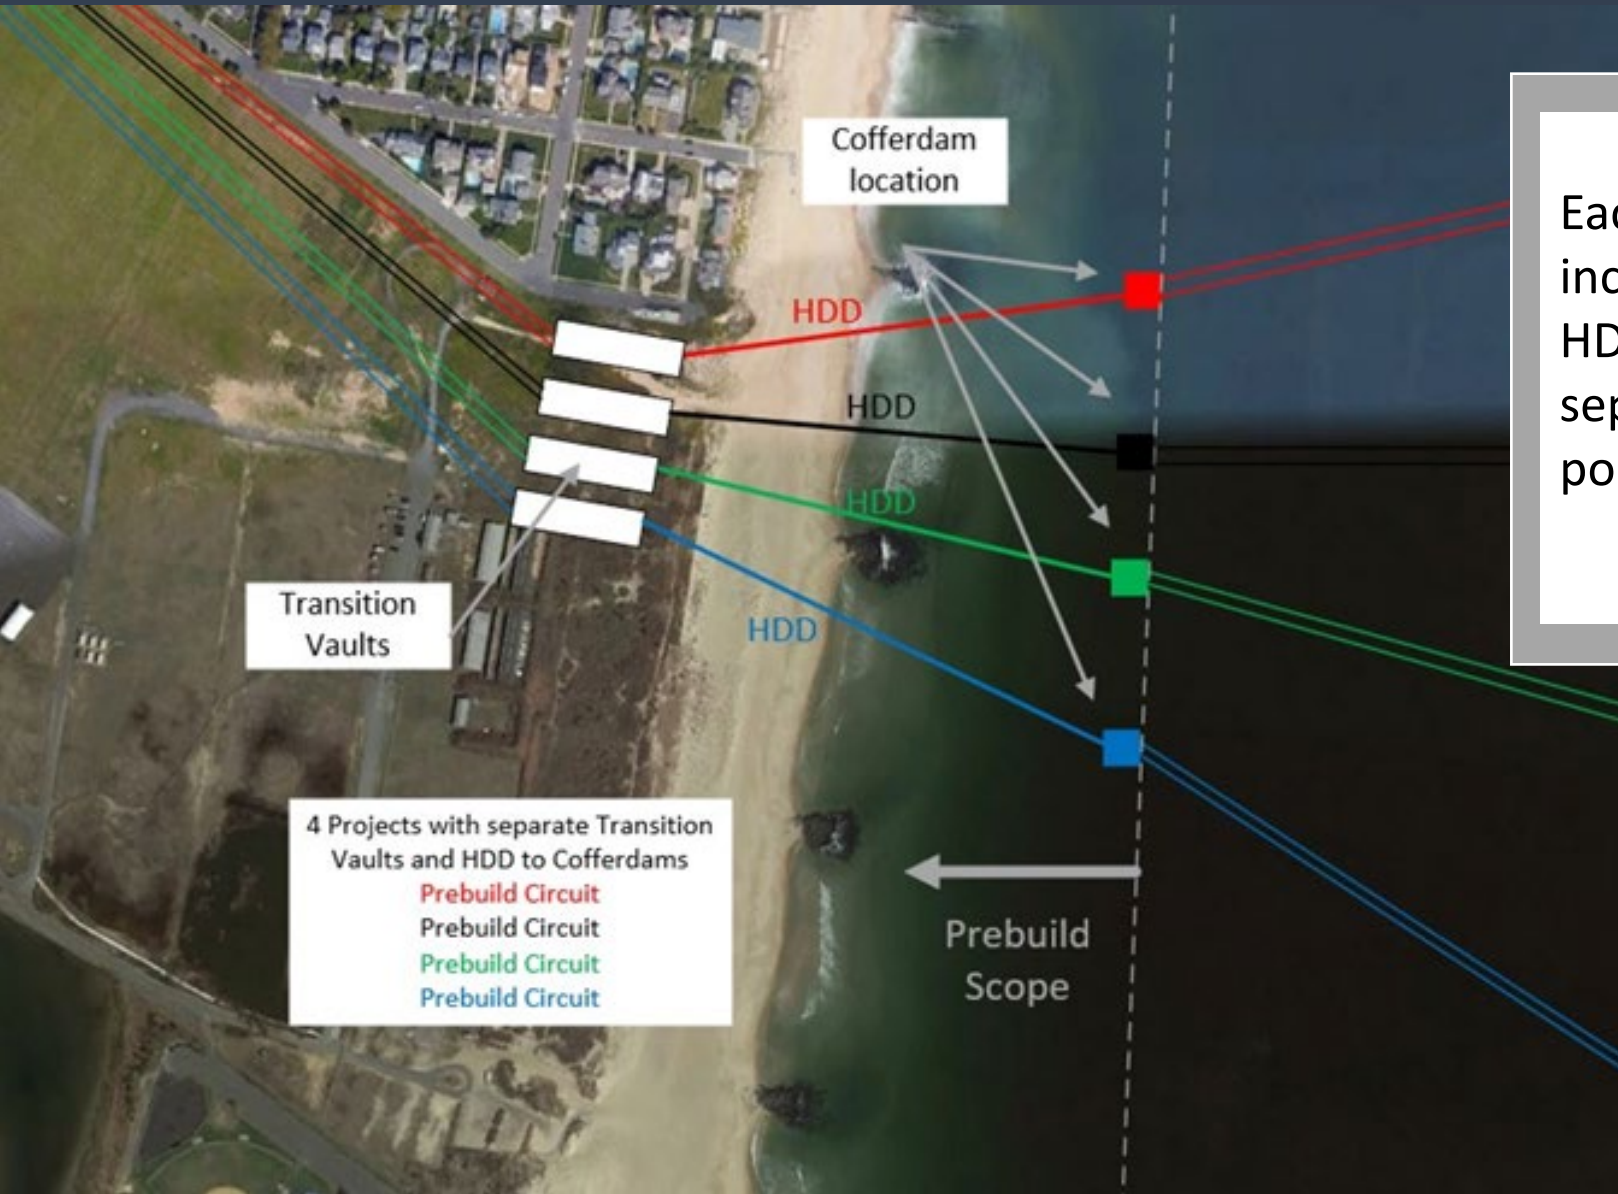 Cofferdam
location
HDD
HDD
HDD
HDD
Transition
Vaults
4 Projects with separate Transition
Vaults and HDD to Cofferdams
Prebuild Circuit
Prebuild Circuit
Prebuild Circuit
Prebuild Circuit
Prebuild
Scope